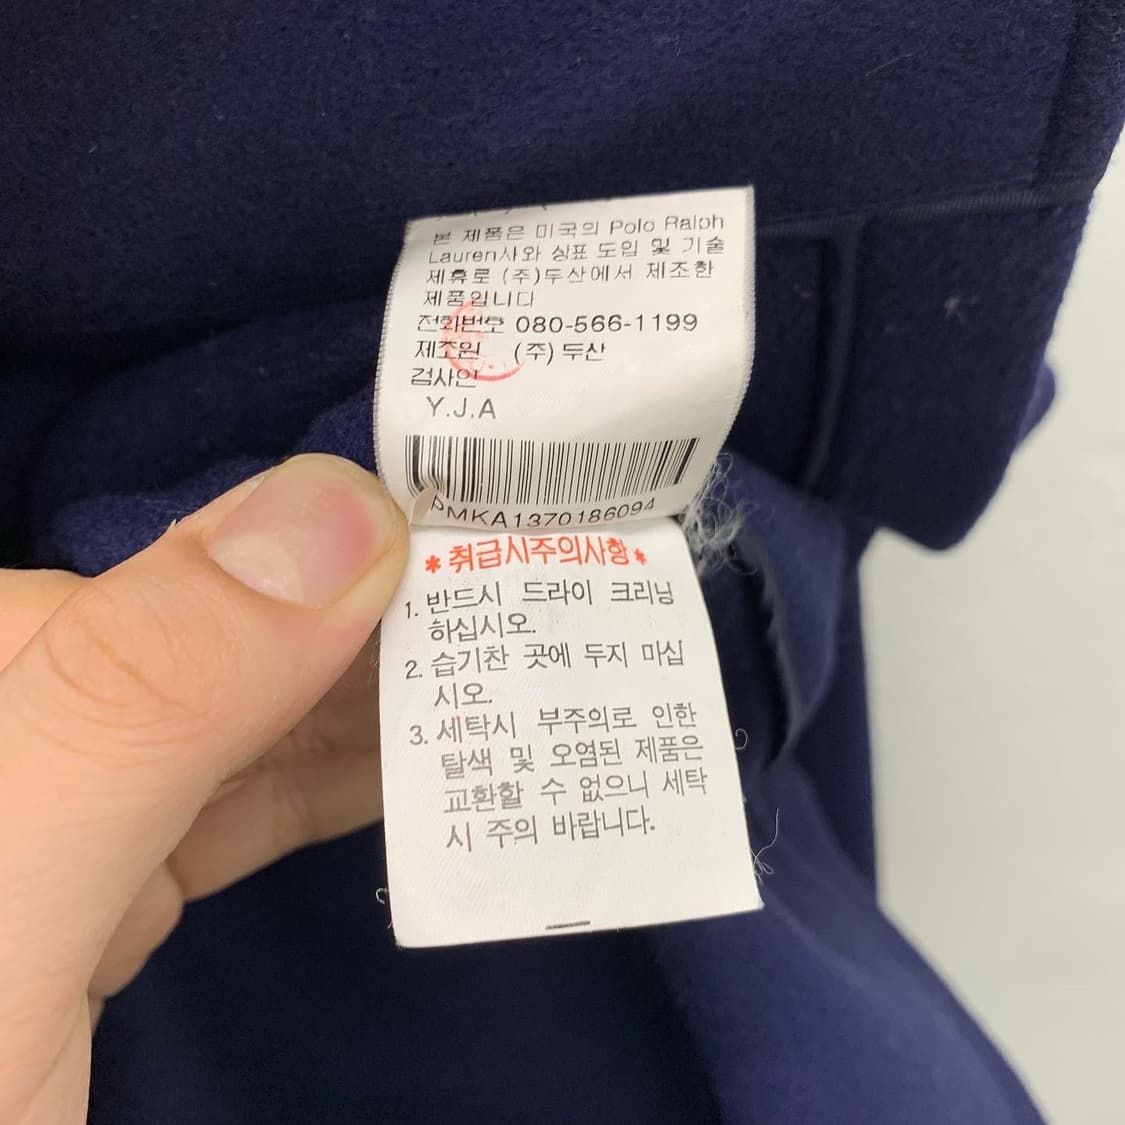 본 제품은 미국의 Polo Ralph
Lauren사와 상표 도입 및 기술
제휴로 (주)두산에서 제조한
제품입니다
전화번호 080-566-1199
제조원 (주)두산
검사인
Y.J.A
PMKA1370186094
*취급시주의사항*
1. 반드시 드라이 크리닝
하십시오.
2. 습기찬 곳에 두지 마십
시오.
3. 세탁시 부주의로 인한
탈색 및 오염된 제품은
교환할 수 없으니 세탁
시 주의 바랍니다.